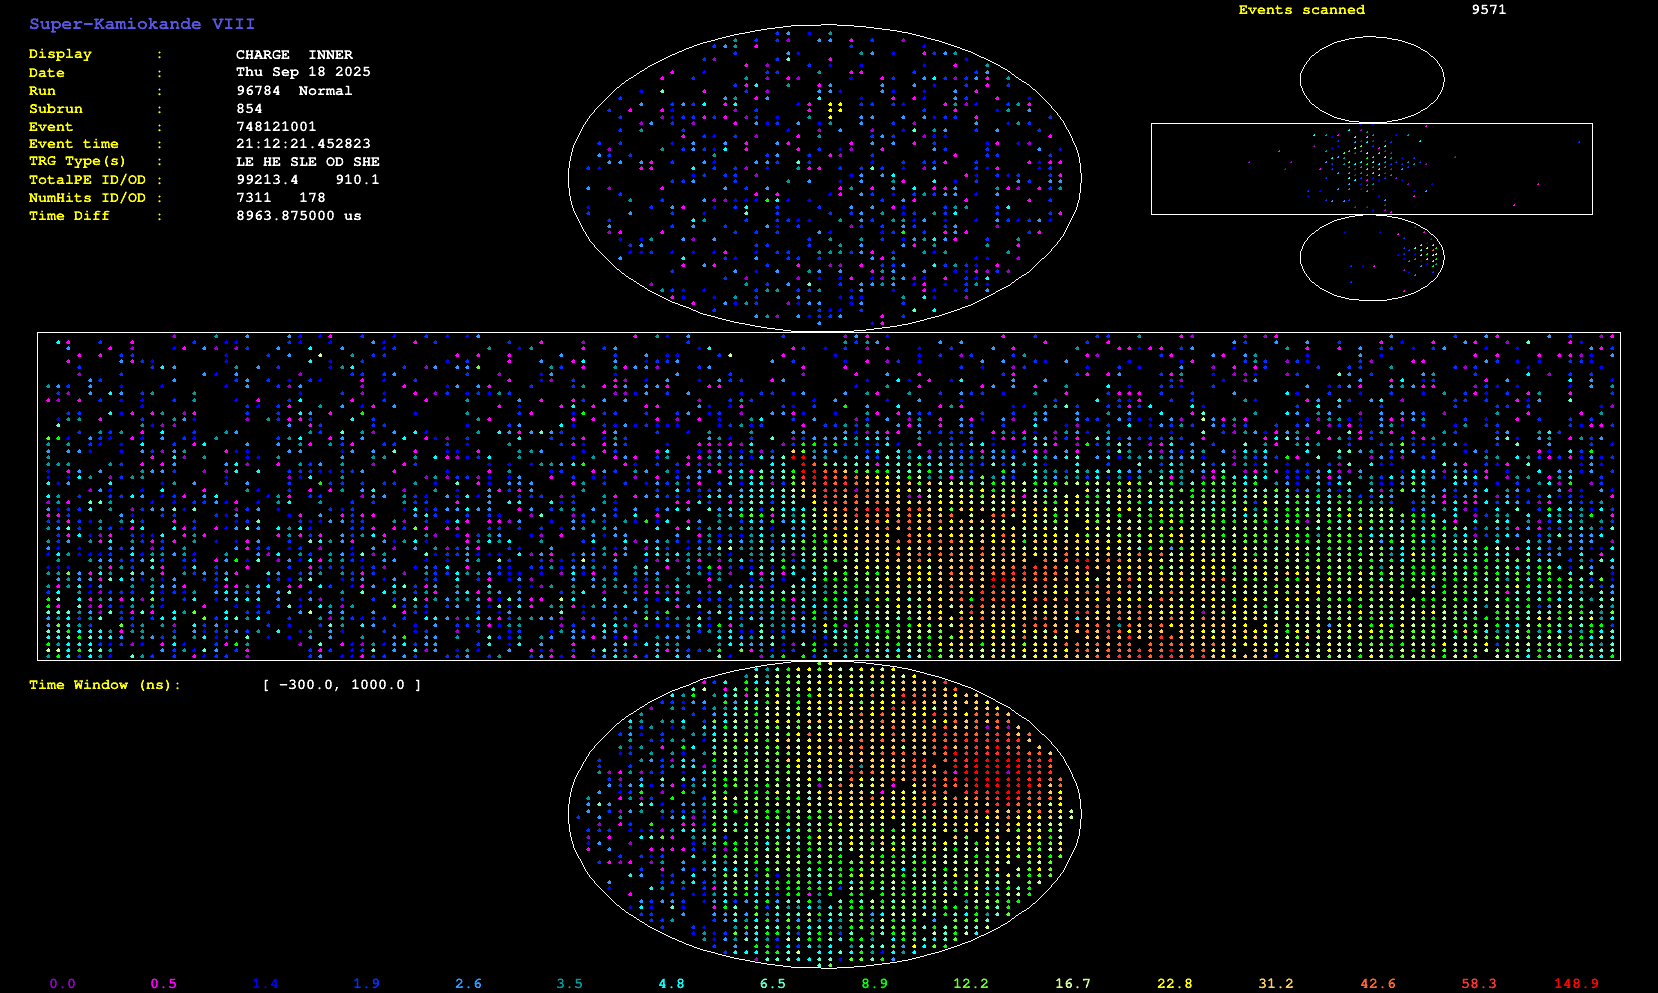 Super-Kamiokande VIII
Display : CHARGE INNER
Date : Thu Sep 18 2025
Run : 96784 Normal
Subrun : 854
Event : 748121001
Event time : 21:12:21.452823
TRG Type(s) : LE HE SLE OD SHE
TotalPE ID/OD : 99213.4 910.1
NumHits ID/OD : 7311 178
Time Diff : 8963.875000 us
Events scanned 9571
Time Window (ns): [ -300.0, 1000.0 ]
0.0 0.5 1.4 1.9 2.6 3.5 4.8 6.5 8.9 12.2 16.7 22.8 31.2 42.6 58.3 148.9